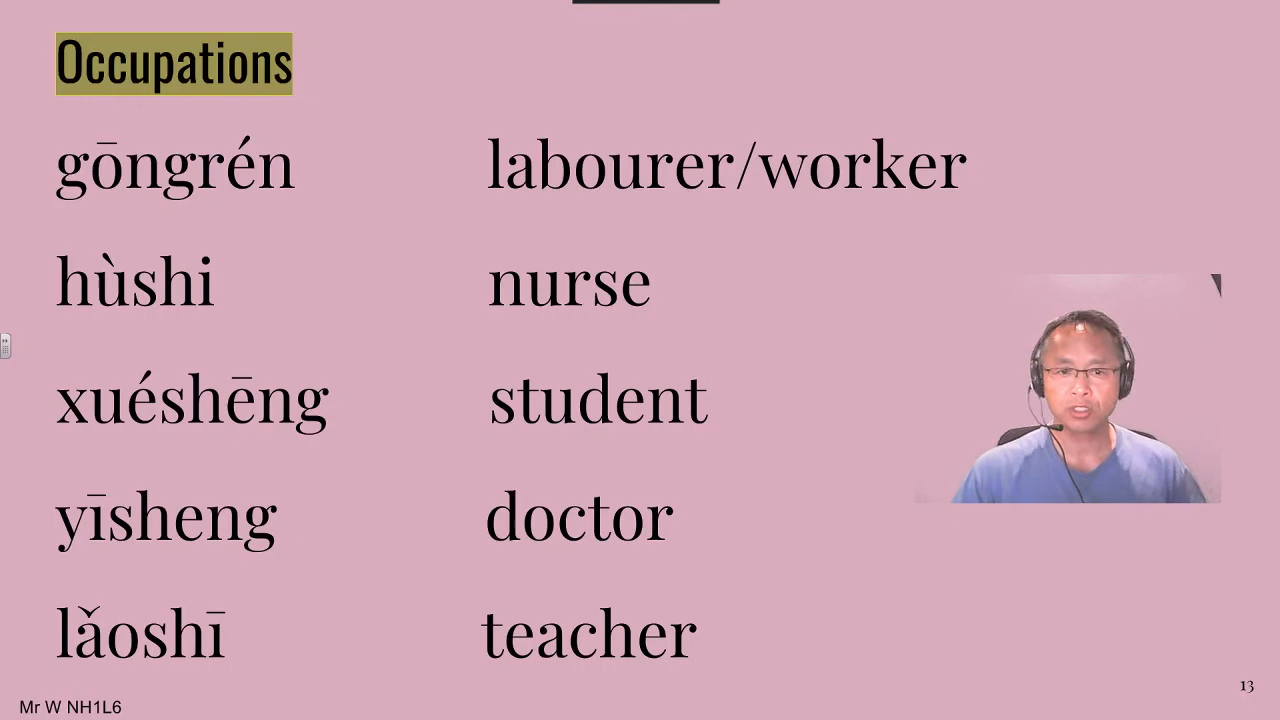 Occupations
gōngrén labourer/worker
hùshi nurse
xuéshēng student
yīsheng doctor
lǎoshī teacher
13
Mr W NH1L6